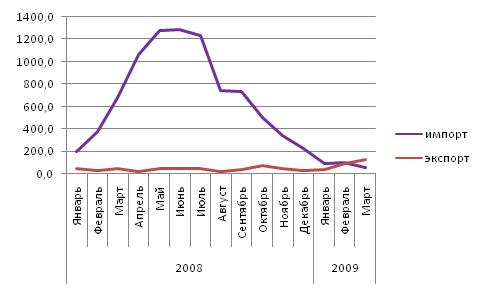 1400,0
1200,0
1000,0
800,0
600,0
400,0
200,0
0,0
Январь
Февраль
Март
Апрель
Май
Июнь
Июль
Август
Сентябрь
Октябрь
Ноябрь
Декабрь
Январь
Февраль
Март
2008
2009
импорт
экспорт